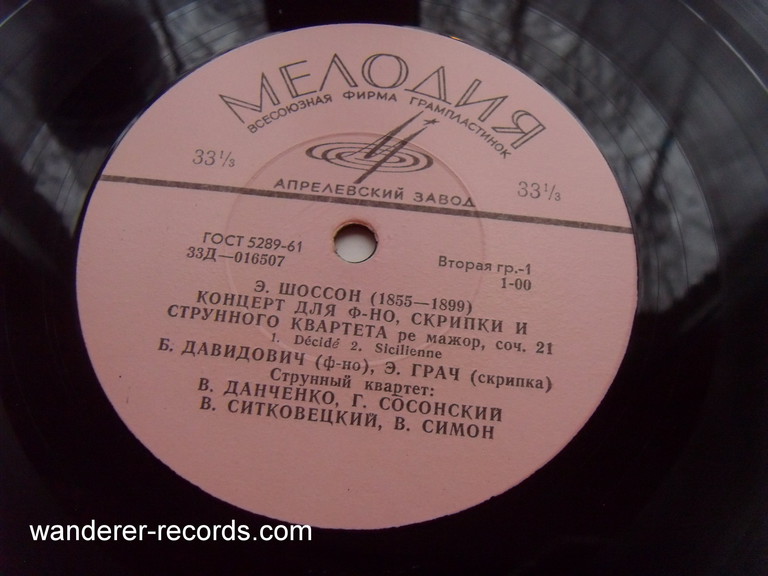 МЕЛОДИЯ
ВСЕСОЮЗНАЯ ФИРМА ГРАМПЛАСТИНОК
33⅓ 33⅓
АПРЕЛЕВСКИЙ ЗАВОД
ГОСТ 5289-61 Вторая гр.-1
33Д—016507 1-00
Э. ШОССОН (1855—1899)
КОНЦЕРТ ДЛЯ Ф-НО, СКРИПКИ И
СТРУННОГО КВАРТЕТА ре мажор, соч. 21
1. Décidé 2. Sicilienne
Б. ДАВИДОВИЧ (ф-но), Э. ГРАЧ (скрипка)
Струнный квартет:
В. ДАНЧЕНКО, Г. СОСОНСКИЙ
В. СИТКОВЕЦКИЙ, В. СИМОН
wanderer-records.com